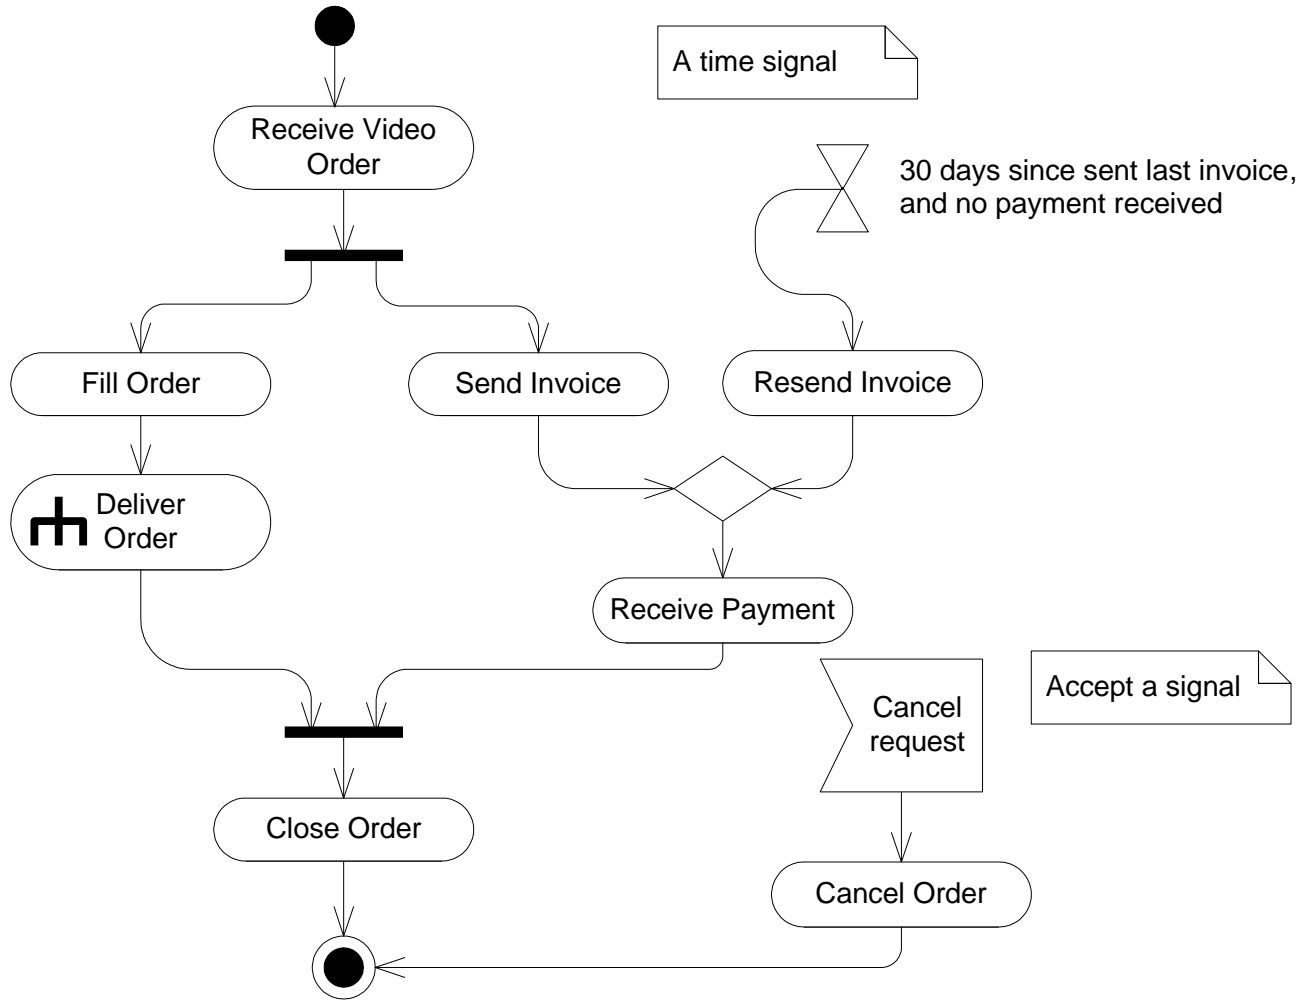 A time signal
Receive Video
Order
30 days since sent last invoice,
and no payment received
Fill Order
Send Invoice
Resend Invoice
Deliver
Order
Receive Payment
Cancel
request
Accept a signal
Close Order
Cancel Order